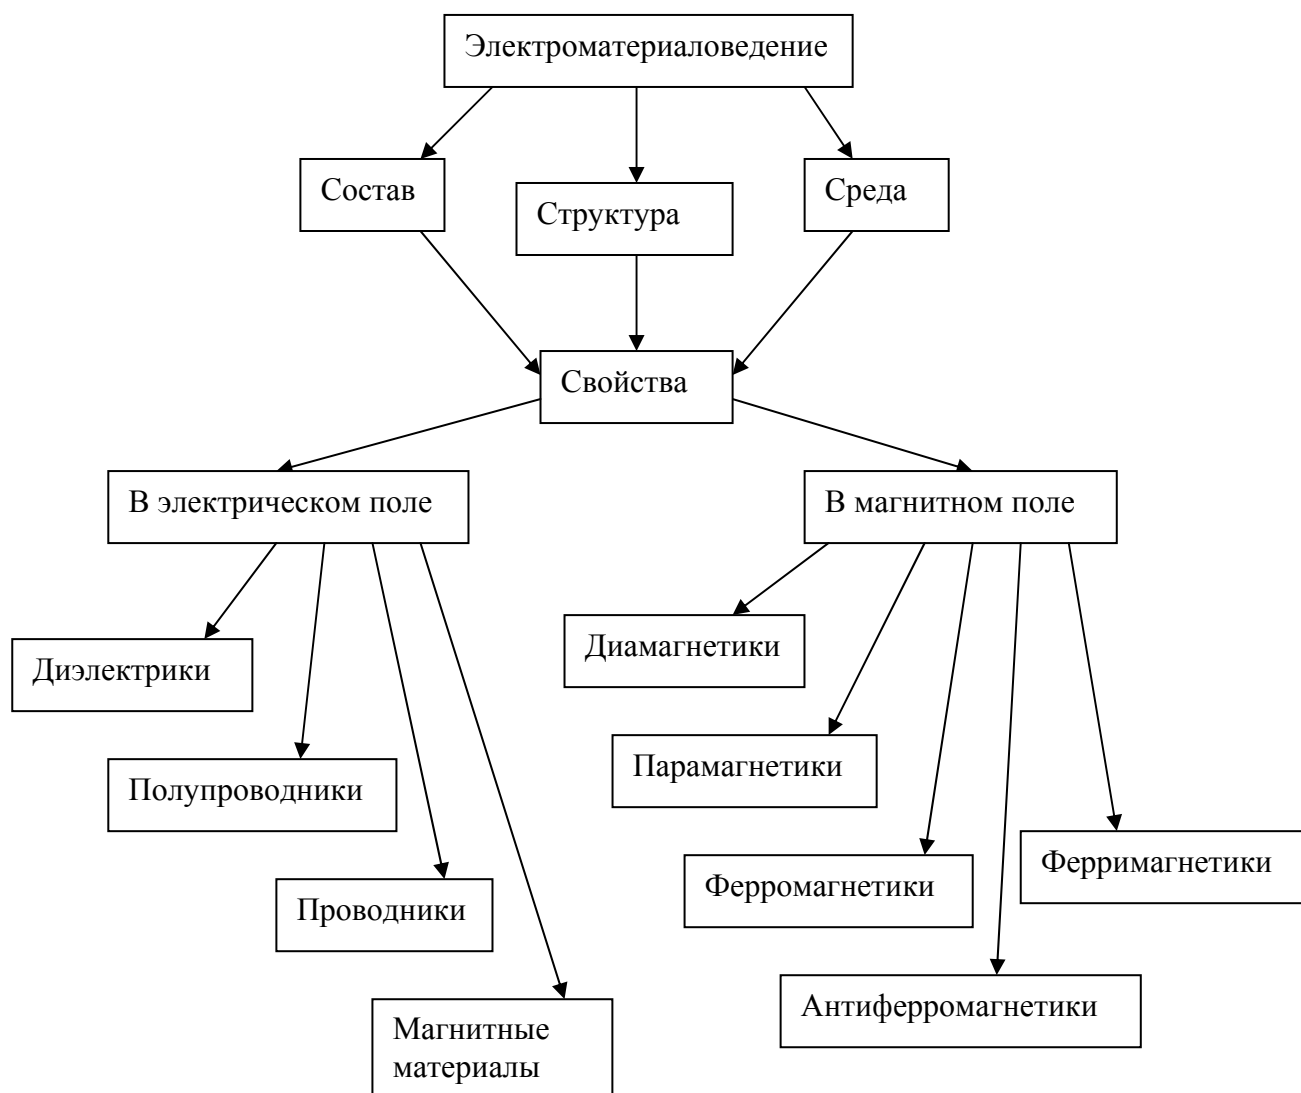 Электроматериаловедение
Состав
Структура
Среда
Свойства
В электрическом поле
В магнитном поле
Диэлектрики
Полупроводники
Проводники
Магнитные
материалы
Диамагнетики
Парамагнетики
Ферромагнетики
Ферримагнетики
Антиферромагнетики